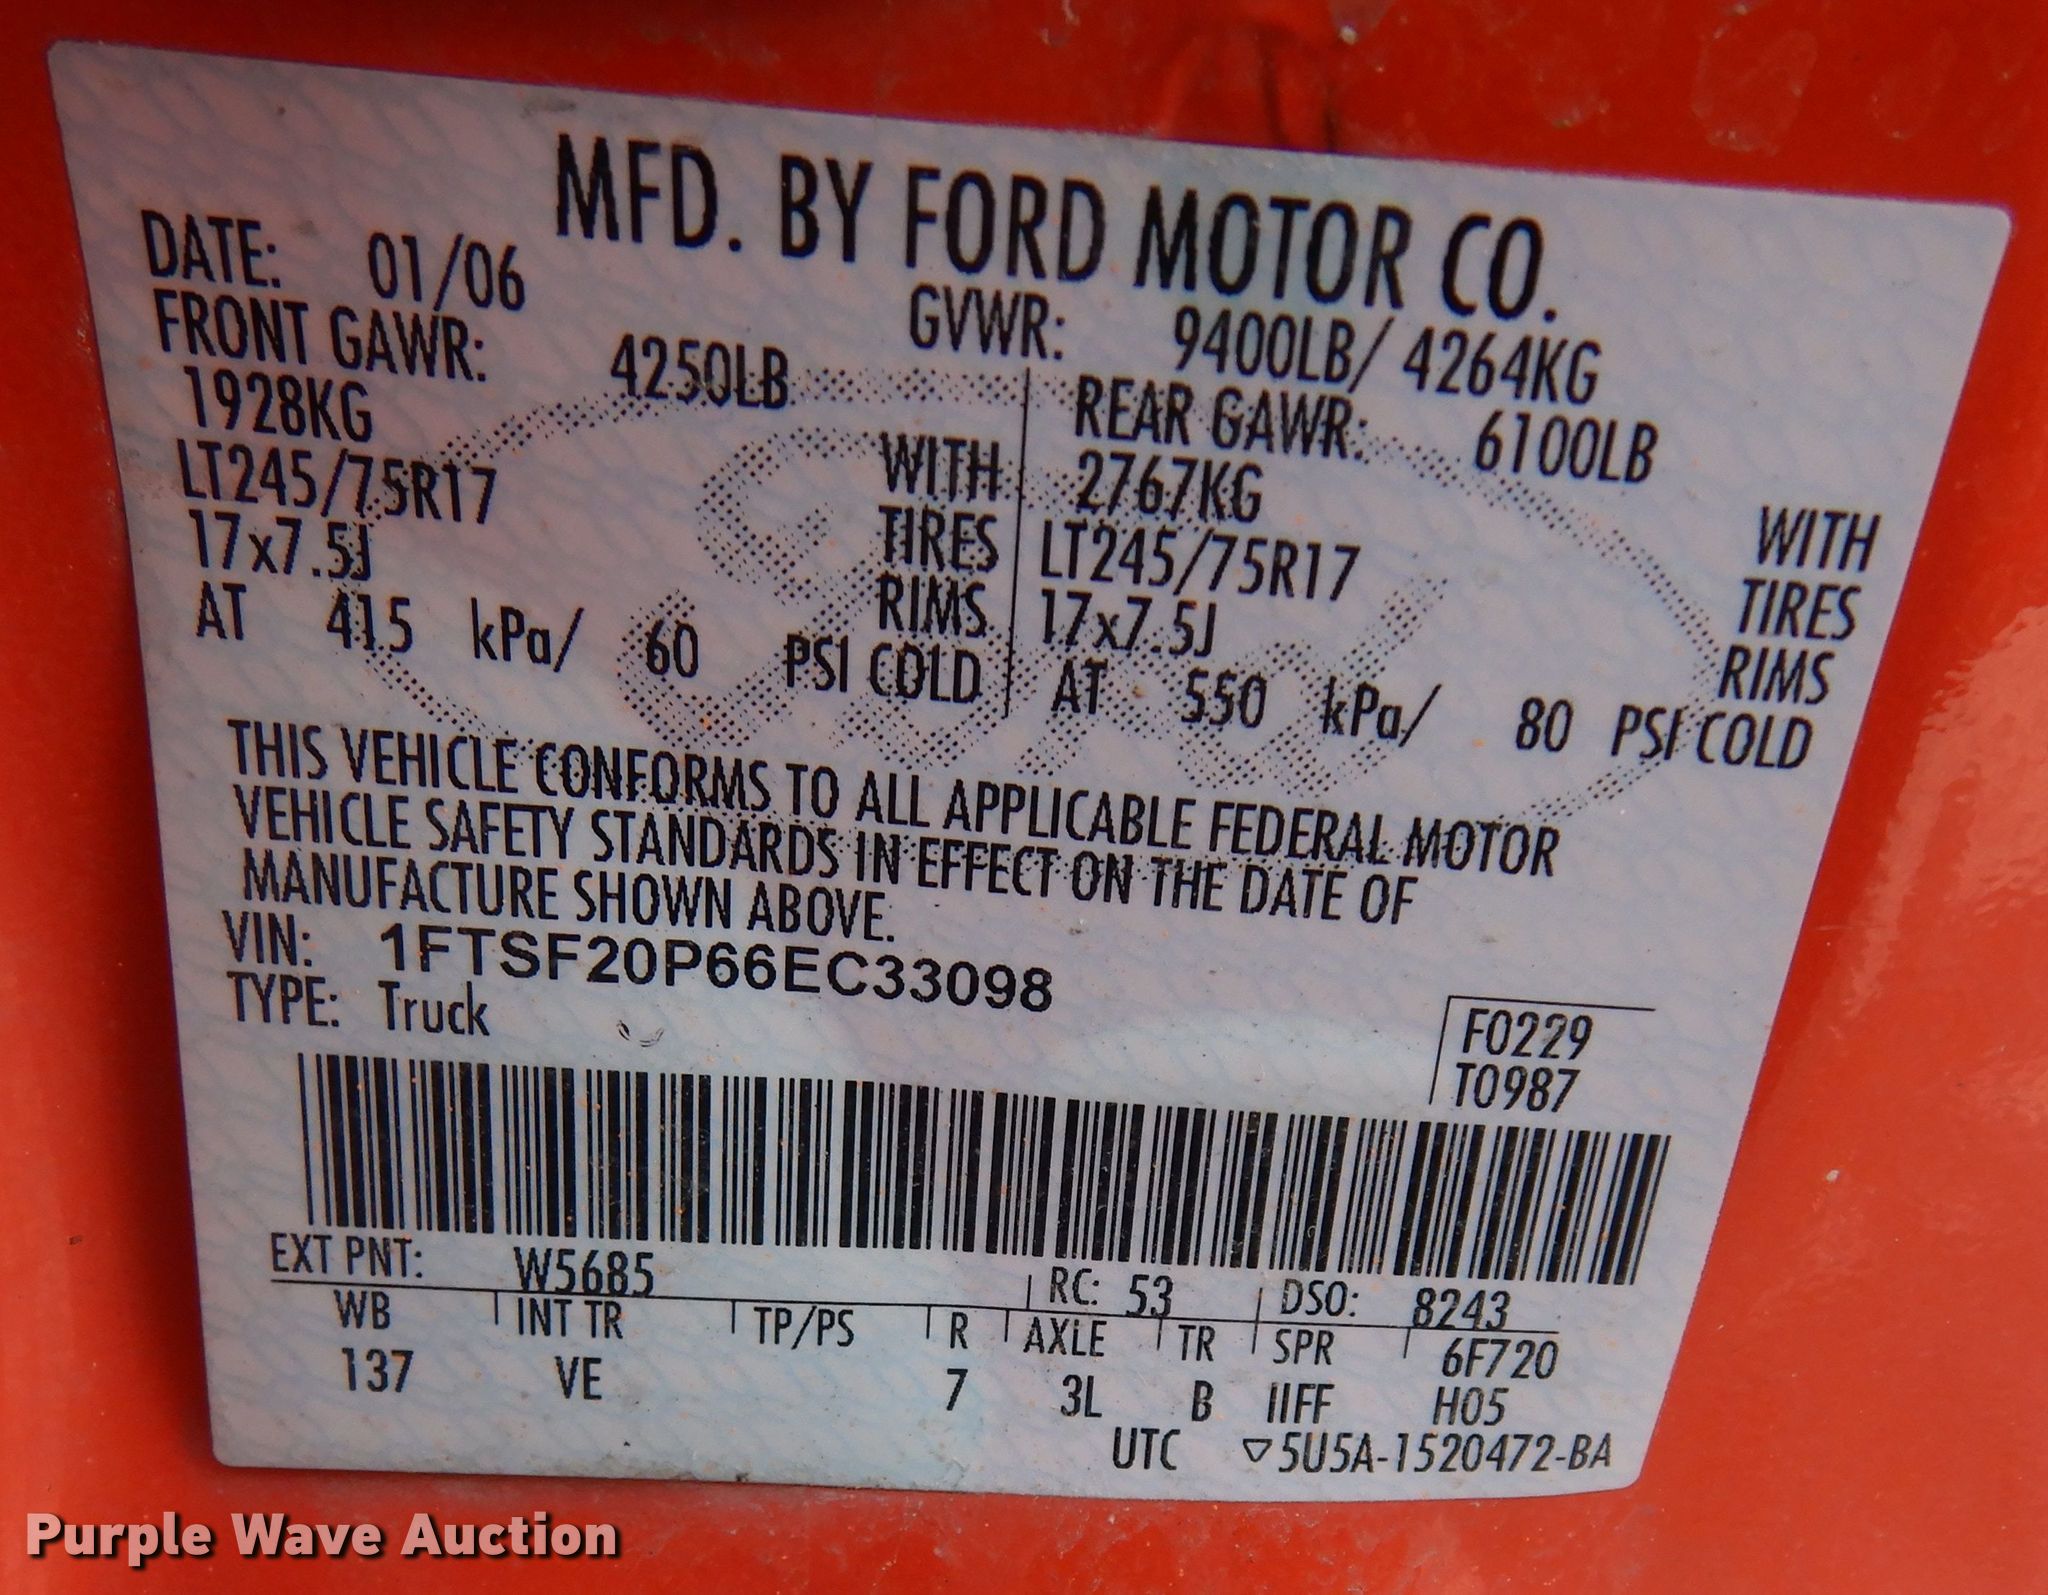 MFD. BY FORD MOTOR CO.
DATE: 01/06 GVWR: 9400LB/ 4264KG
FRONT GAWR: 4250LB REAR GAWR: 6100LB
1928KG WITH 2767KG WITH
LT245/75R17 TIRES LT245/75R17 TIRES
17x7.5J RIMS 17x7.5J RIMS
AT 415 kPa/ 60 PSI COLD AT 550 kPa/ 80 PSI COLD
THIS VEHICLE CONFORMS TO ALL APPLICABLE FEDERAL MOTOR
VEHICLE SAFETY STANDARDS IN EFFECT ON THE DATE OF
MANUFACTURE SHOWN ABOVE.
VIN: 1FTSF20P66EC33098
TYPE: Truck
F0229
T0987
EXT PNT: W5685 RC: 53 DSO: 8243
WB INT TR TP/PS R AXLE TR SPR 6F720
137 VE 7 3L B IIFF H05
UTC ▽5U5A-1520472-BA
Purple Wave Auction